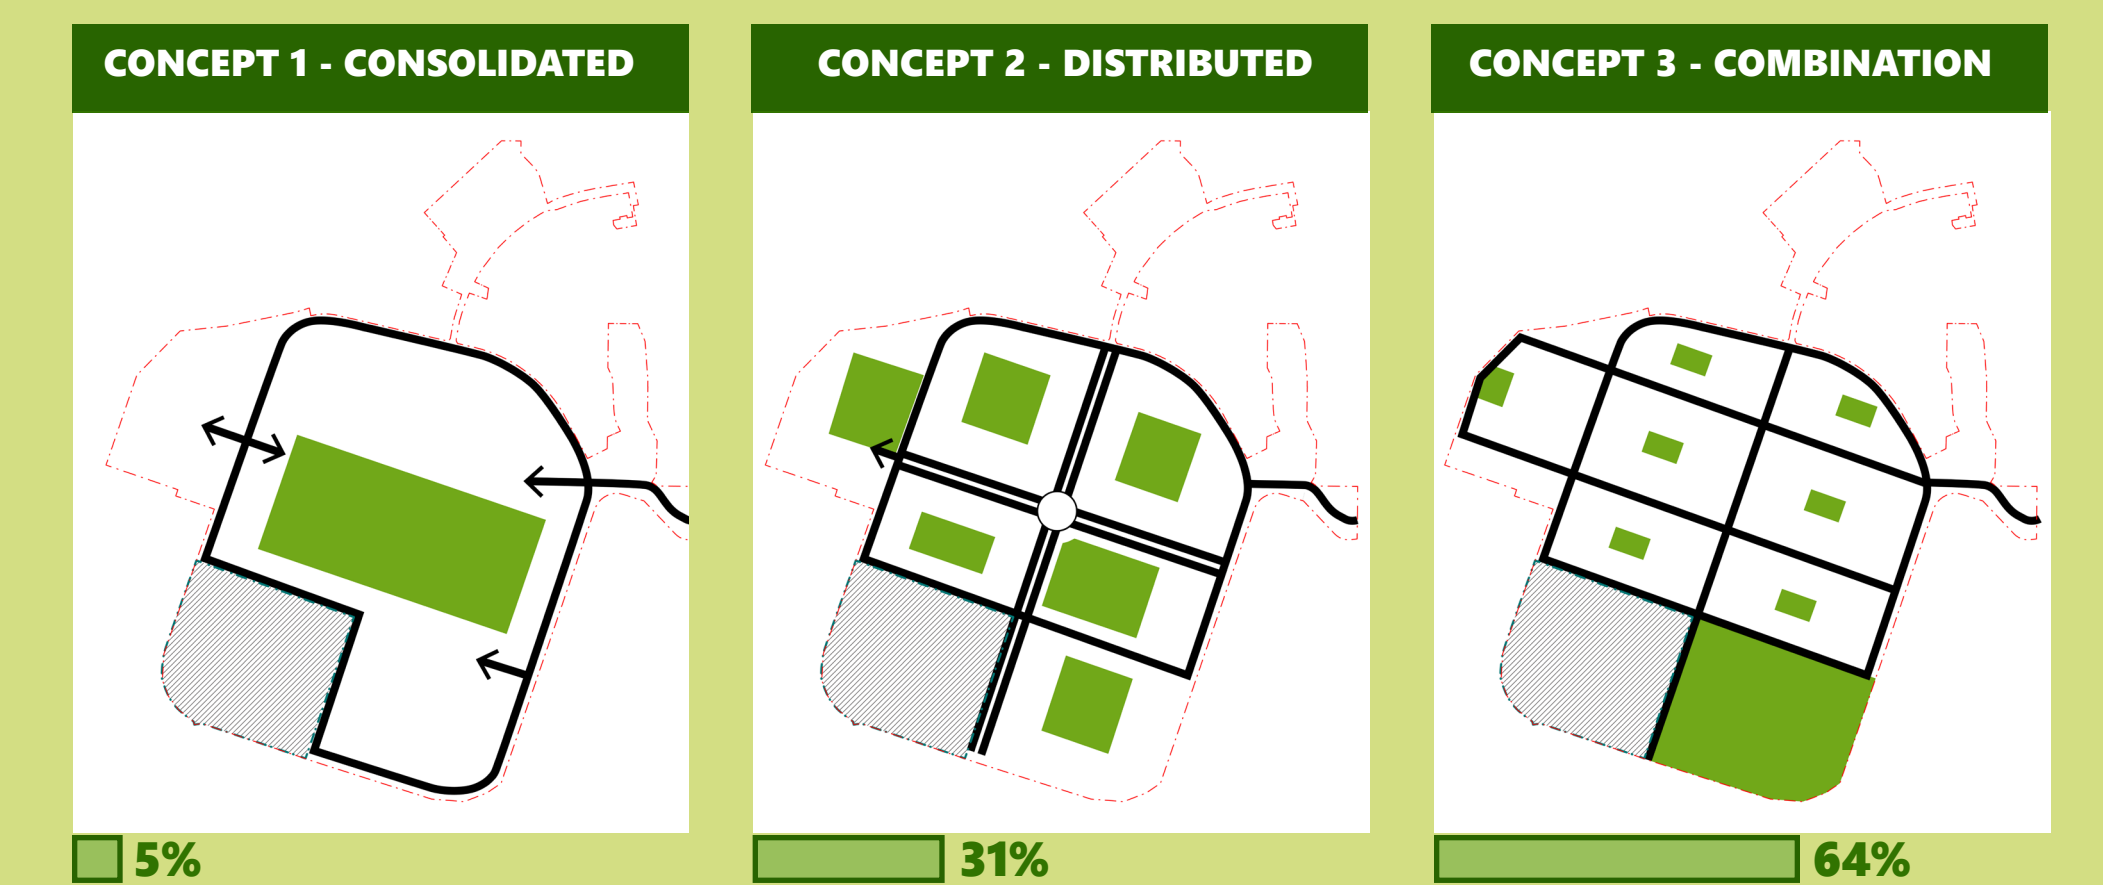 CONCEPT 1 - CONSOLIDATED
CONCEPT 2 - DISTRIBUTED
CONCEPT 3 - COMBINATION
5%
31%
64%